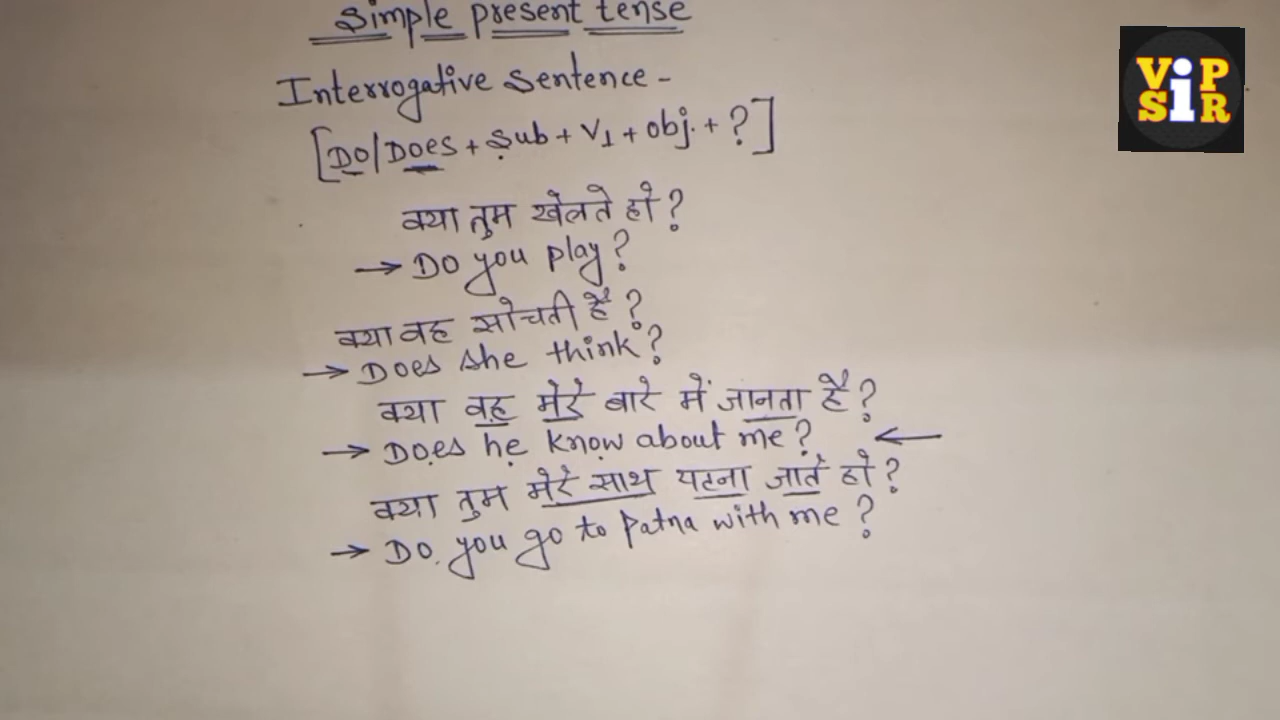 Simple present tense
Interrogative Sentence -
[Do/Does + Sub + V1 + obj. + ?]
क्या तुम खेलते हो ?
→ Do you play ?
क्या वह सोचती है ?
→ Does she think ?
क्या वह मेरे बारे में जानता है ?
→ Does he know about me ? ←
क्या तुम मेरे साथ पटना जाते हो ?
→ Do you go to Patna with me ?
ViP
SiR